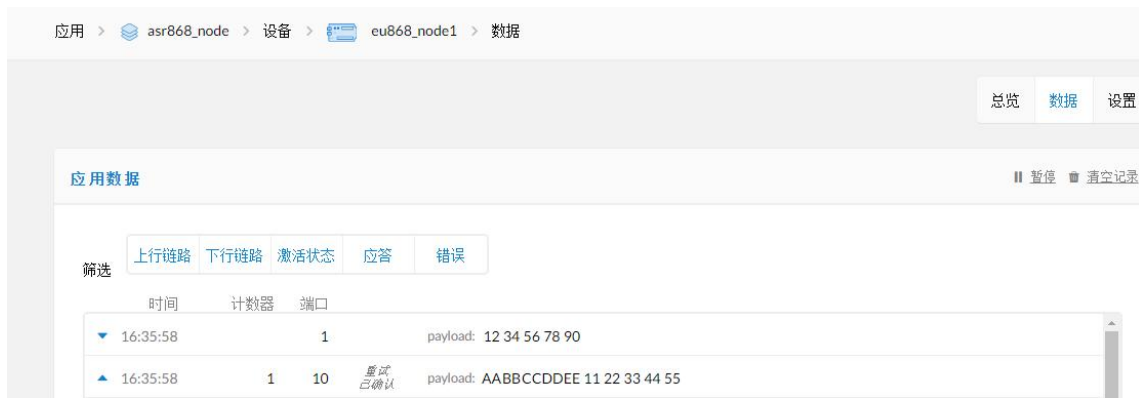 应用 > asr868_node > 设备 > eu868_node1 > 数据
总览 数据 设置
应用数据 暂停 清空记录
筛选 上行链路 下行链路 激活状态 应答 错误
时间 计数器 端口
16:35:58 1 payload: 12 34 56 78 90
16:35:58 1 10 重试 已确认 payload: AABBCCDDEE 11 22 33 44 55